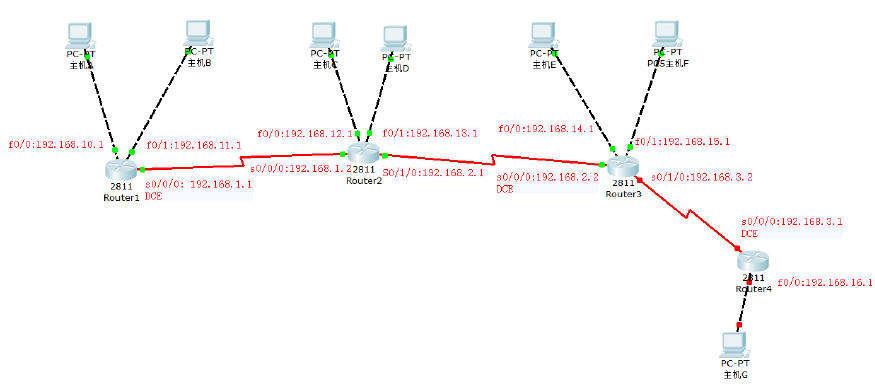 PC-PT
主机A
PC-PT
主机B
PC-PT
主机C
PC-PT
主机D
PC-PT
主机E
PC-PT
PC5主机F
f0/0:192.168.10.1
f0/1:192.168.11.1
f0/0:192.168.12.1
f0/1:192.168.13.1
f0/0:192.168.14.1
f0/1:192.168.15.1
2811
Router1
s0/0/0: 192.168.1.1
DCE
s0/0/0:192.168.1.2
2811
Router2
S0/1/0:192.168.2.1
s0/0/0:192.168.2.2
DCE
2811
Router3
s0/1/0:192.168.3.2
s0/0/0:192.168.3.1
DCE
2811
Router4
f0/0:192.168.16.1
PC-PT
主机G